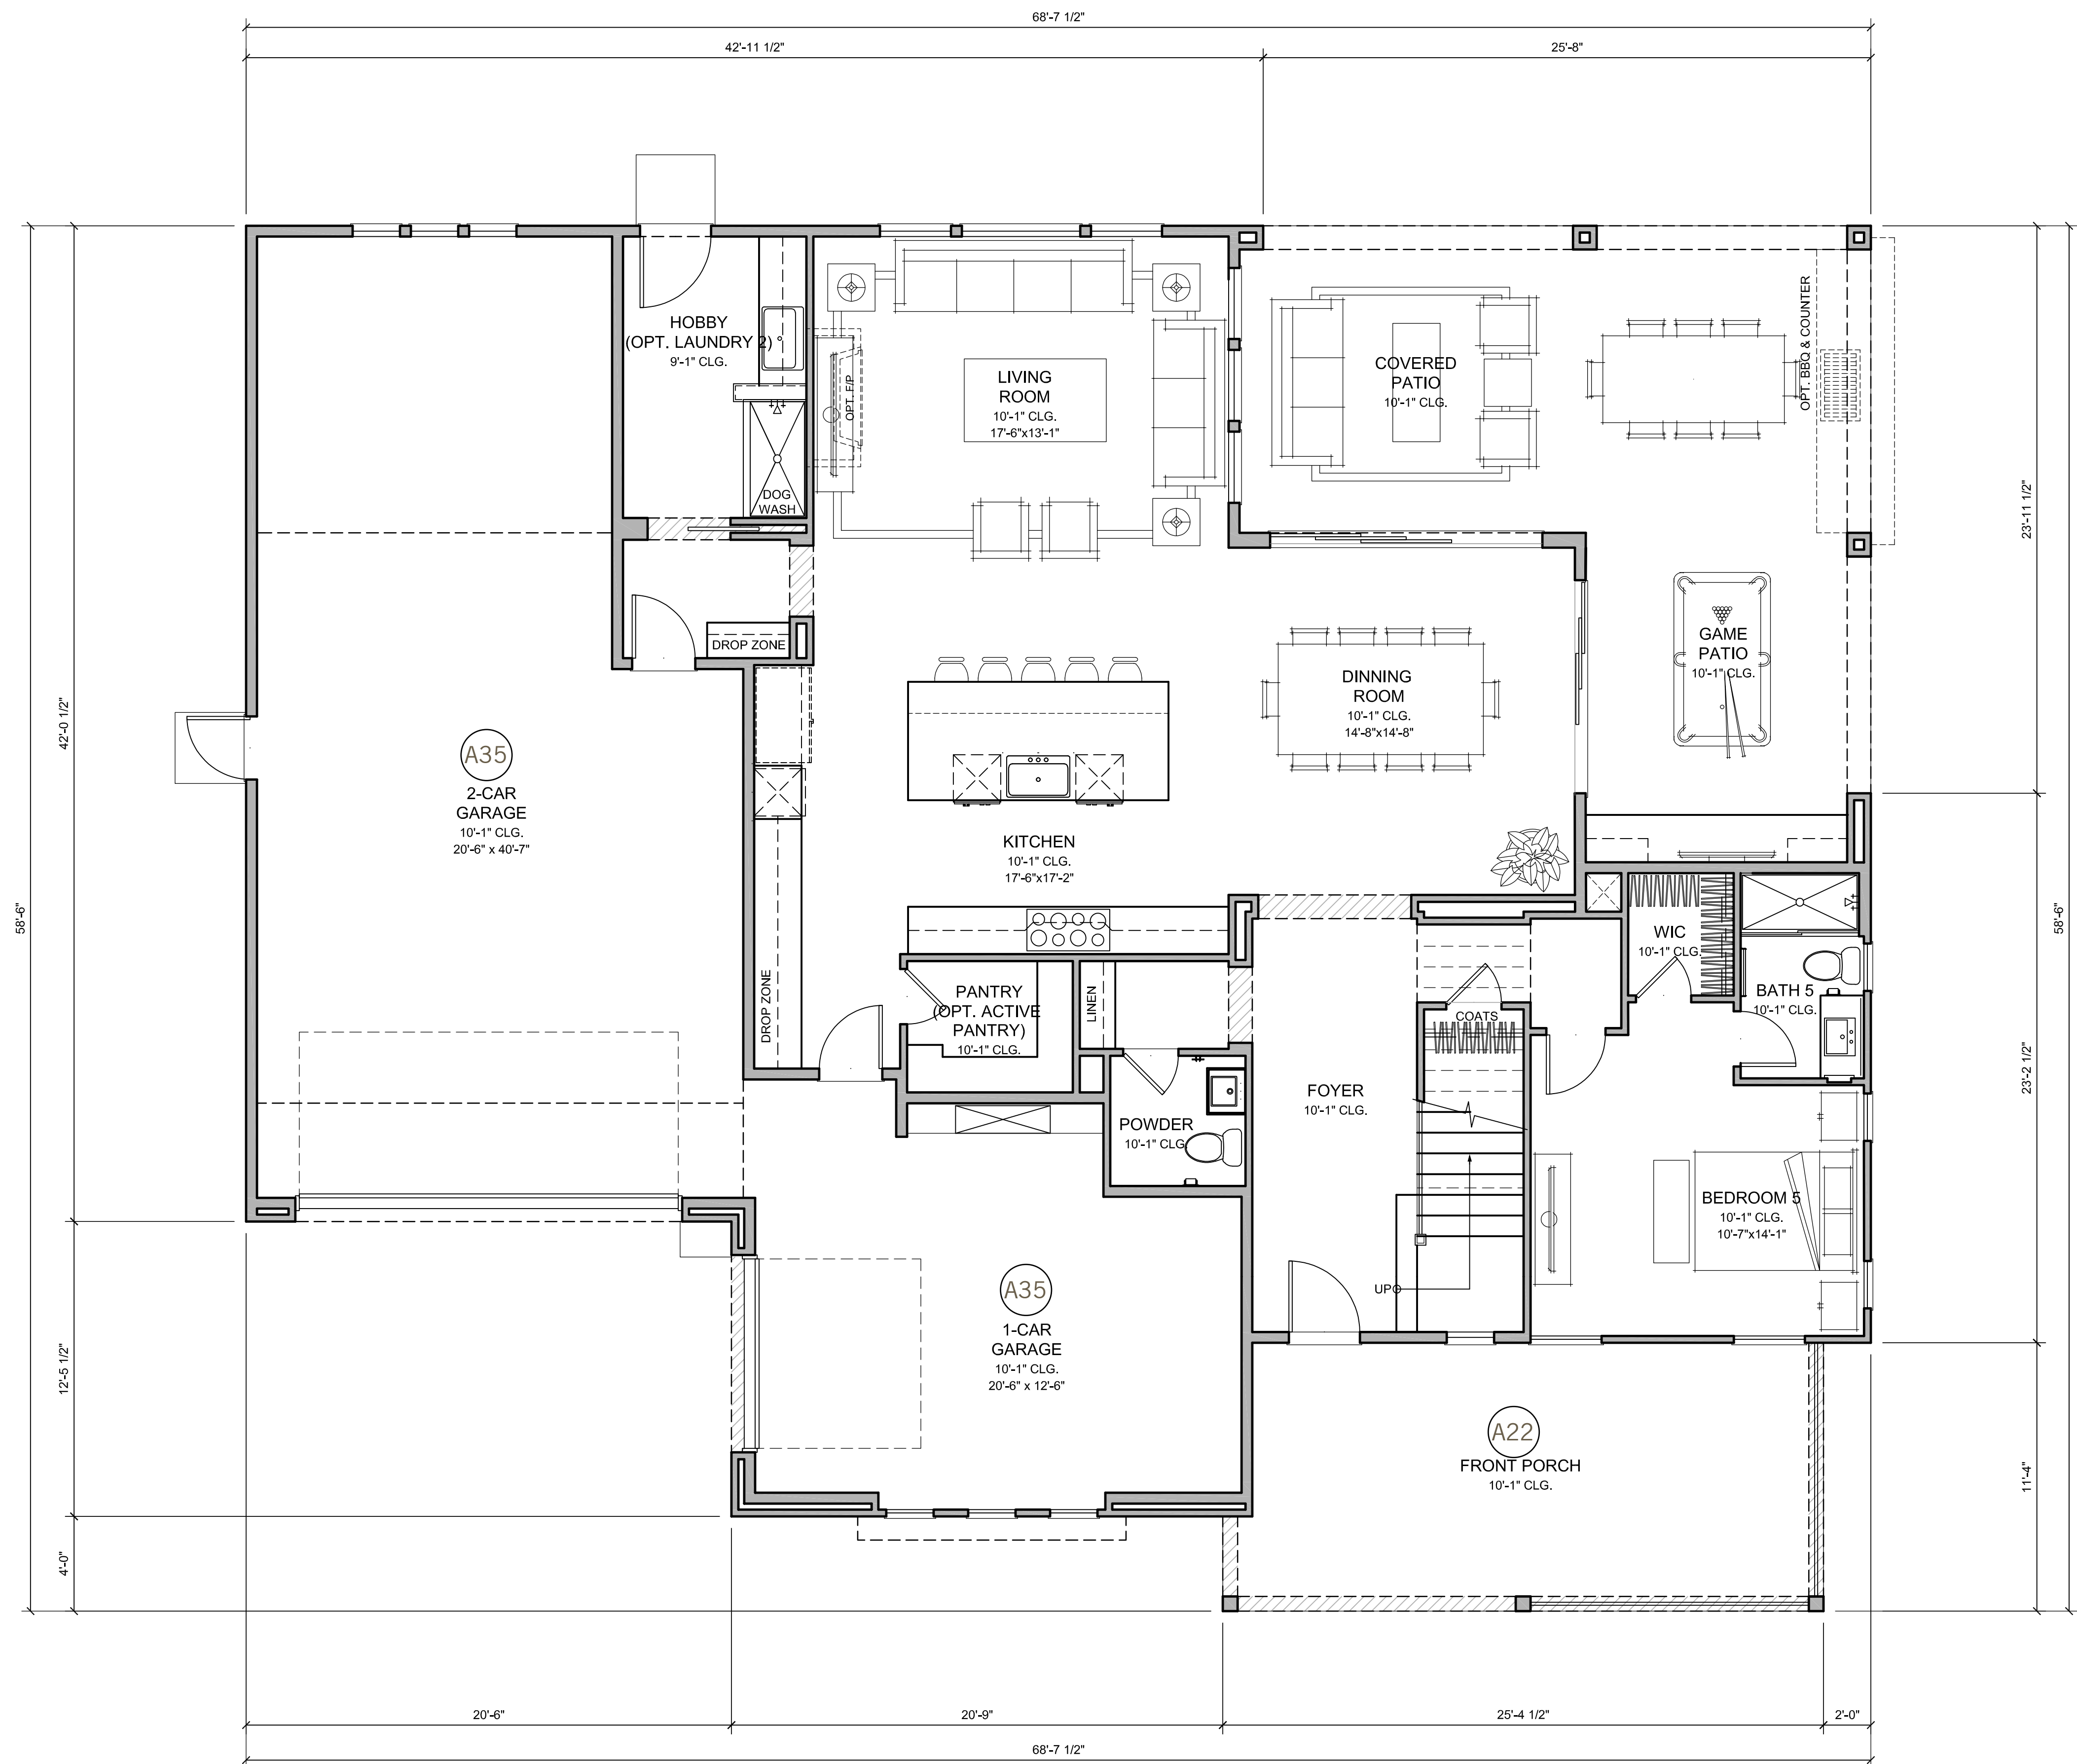 68'-7 1/2"
42'-11 1/2"
25'-8"
HOBBY
(OPT. LAUNDRY 2)
9'-1" CLG.
DOG
WASH
OPT. F/P
LIVING
ROOM
10'-1" CLG.
17'-6"x13'-1"
COVERED
PATIO
10'-1" CLG.
OPT. BBQ & COUNTER
23'-11 1/2"
DROP ZONE
GAME
PATIO
10'-1" CLG.
DINNING
ROOM
10'-1" CLG.
14'-8"x14'-8"
58'-6"
42'-0 1/2"
A35
2-CAR
GARAGE
10'-1" CLG.
20'-6" x 40'-7"
KITCHEN
10'-1" CLG.
17'-6"x17'-2"
58'-6"
WIC
10'-1" CLG.
BATH 5
10'-1" CLG.
DROP ZONE
PANTRY
(OPT. ACTIVE
PANTRY)
10'-1" CLG.
LINEN
COATS
23'-2 1/2"
FOYER
10'-1" CLG.
POWDER
10'-1" CLG
BEDROOM 5
10'-1" CLG.
10'-7"x14'-1"
UP
12'-5 1/2"
A35
1-CAR
GARAGE
10'-1" CLG.
20'-6" x 12'-6"
A22
FRONT PORCH
10'-1" CLG.
11'-4"
4'-0"
20'-6"
20'-9"
25'-4 1/2"
2'-0"
68'-7 1/2"